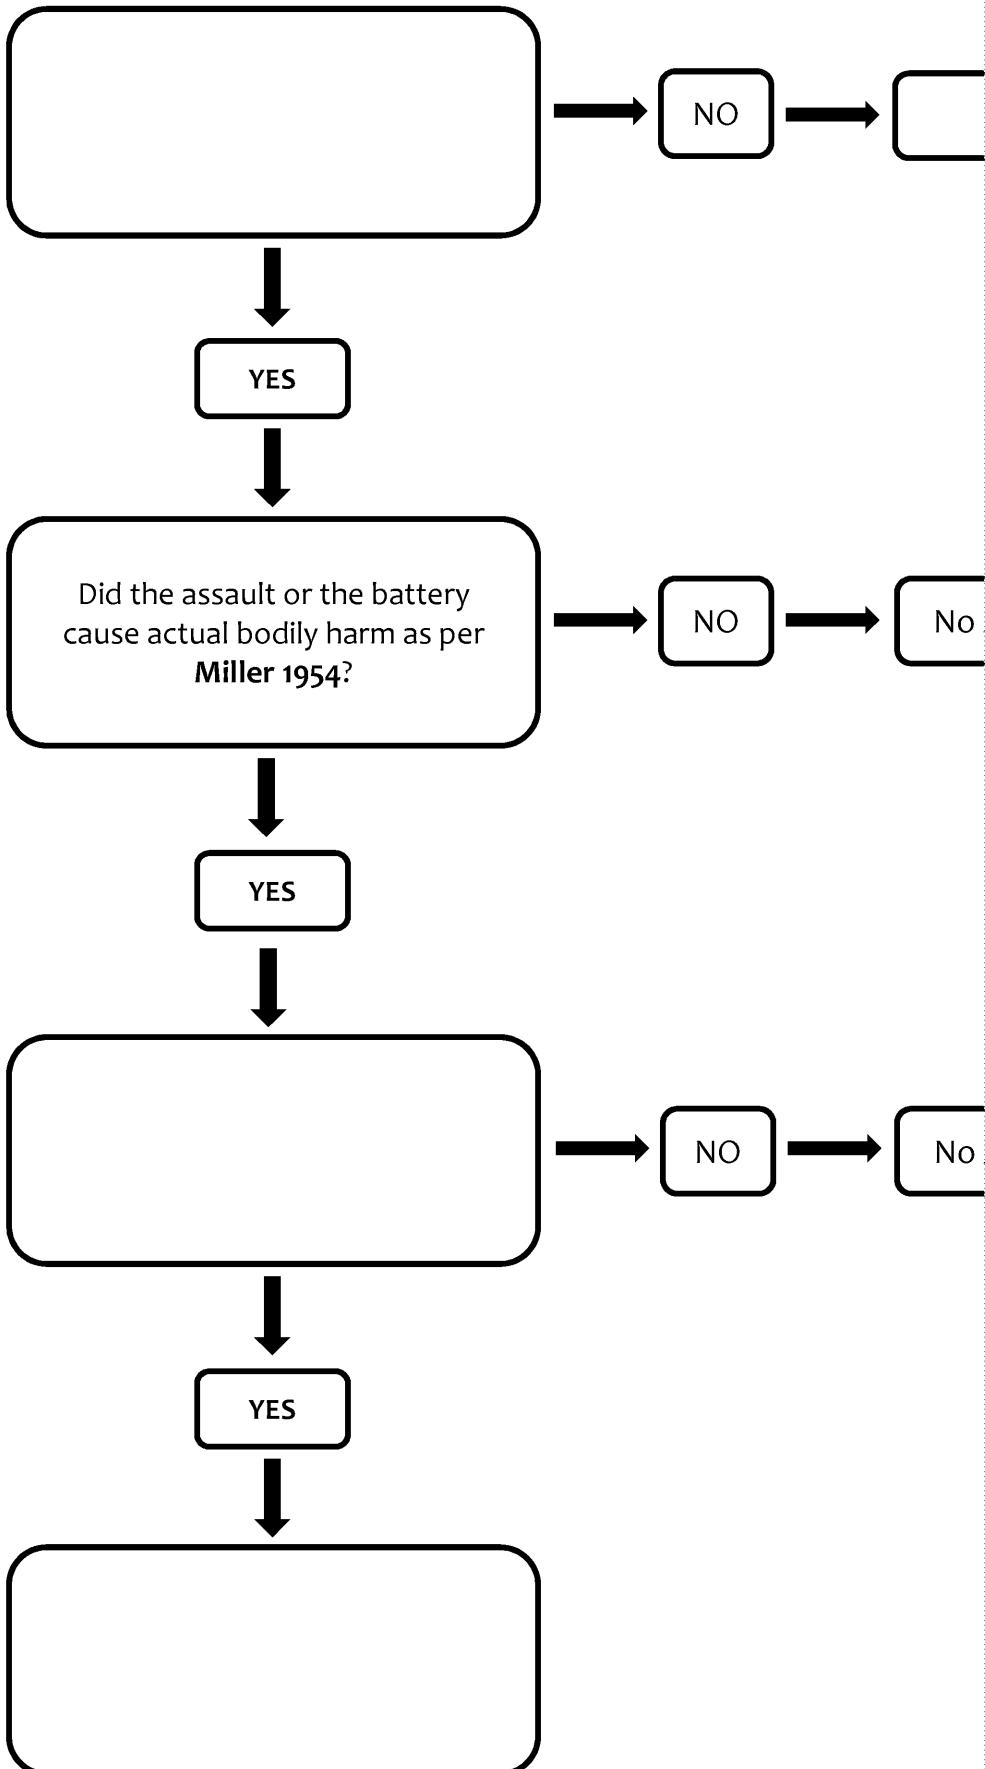 NO
YES
Did the assault or the battery
cause actual bodily harm as per
Miller 1954?
NO
No
YES
NO
No
YES